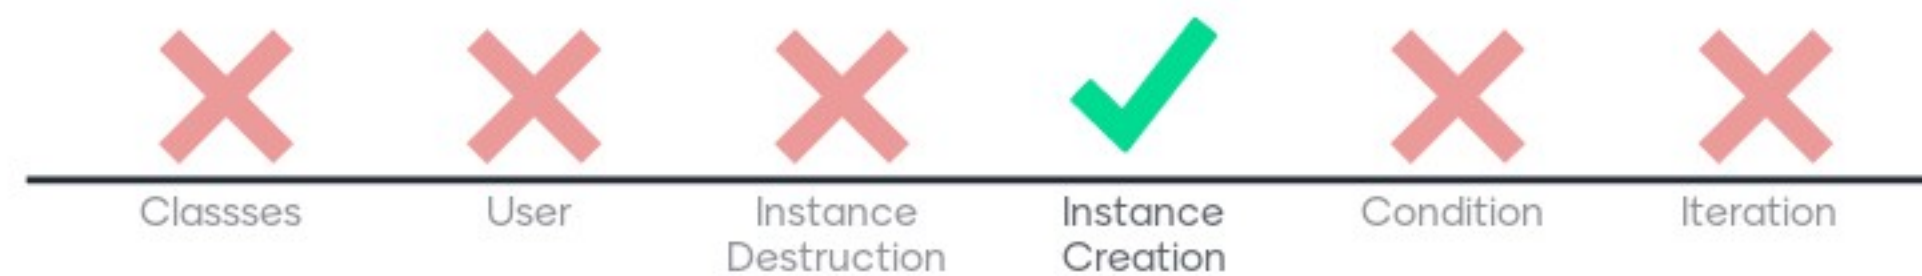 Classses
User
Instance
Destruction
Instance
Creation
Condition
Iteration